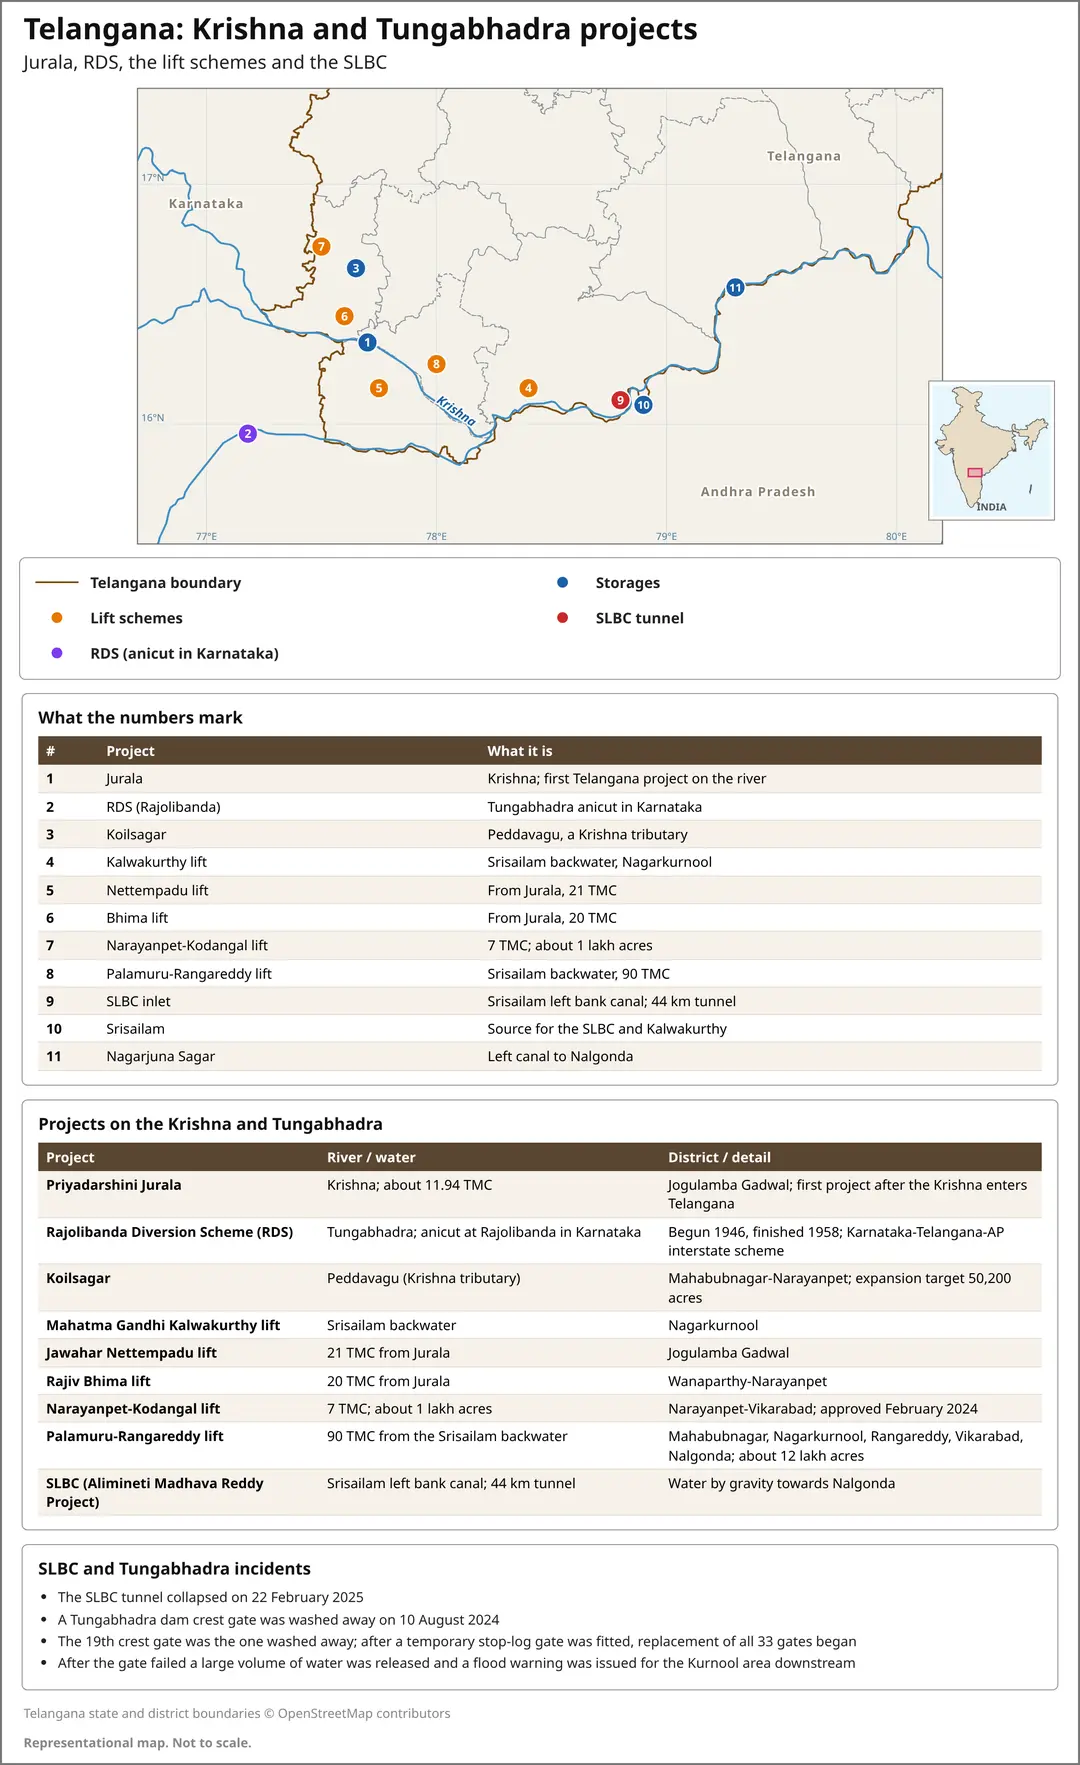 Telangana: Krishna and Tungabhadra projects
Jurala, RDS, the lift schemes and the SLBC
Telangana
17°N
Karnataka
7
3
11
6
1
8
5
4
9
10
Krishna
16°N
2
Andhra Pradesh
INDIA
77°E 78°E 79°E 80°E
Telangana boundary
Storages
Lift schemes
SLBC tunnel
RDS (anicut in Karnataka)
What the numbers mark
# Project What it is
1 Jurala Krishna; first Telangana project on the river
2 RDS (Rajolibanda) Tungabhadra anicut in Karnataka
3 Koilsagar Peddavagu, a Krishna tributary
4 Kalwakurthy lift Srisailam backwater, Nagarkurnool
5 Nettempadu lift From Jurala, 21 TMC
6 Bhima lift From Jurala, 20 TMC
7 Narayanpet-Kodangal lift 7 TMC; about 1 lakh acres
8 Palamuru-Rangareddy lift Srisailam backwater, 90 TMC
9 SLBC inlet Srisailam left bank canal; 44 km tunnel
10 Srisailam Source for the SLBC and Kalwakurthy
11 Nagarjuna Sagar Left canal to Nalgonda
Projects on the Krishna and Tungabhadra
Project River / water District / detail
Priyadarshini Jurala Krishna; about 11.94 TMC Jogulamba Gadwal; first project after the Krishna enters
Telangana
Rajolibanda Diversion Scheme (RDS) Tungabhadra; anicut at Rajolibanda in Karnataka Begun 1946, finished 1958; Karnataka-Telangana-AP
interstate scheme
Koilsagar Peddavagu (Krishna tributary) Mahabubnagar-Narayanpet; expansion target 50,200
acres
Mahatma Gandhi Kalwakurthy lift Srisailam backwater Nagarkurnool
Jawahar Nettempadu lift 21 TMC from Jurala Jogulamba Gadwal
Rajiv Bhima lift 20 TMC from Jurala Wanaparthy-Narayanpet
Narayanpet-Kodangal lift 7 TMC; about 1 lakh acres Narayanpet-Vikarabad; approved February 2024
Palamuru-Rangareddy lift 90 TMC from the Srisailam backwater Mahabubnagar, Nagarkurnool, Rangareddy, Vikarabad,
Nalgonda; about 12 lakh acres
SLBC (Alimineti Madhava Reddy Srisailam left bank canal; 44 km tunnel Water by gravity towards Nalgonda
Project)
SLBC and Tungabhadra incidents
• The SLBC tunnel collapsed on 22 February 2025
• A Tungabhadra dam crest gate was washed away on 10 August 2024
• The 19th crest gate was the one washed away; after a temporary stop-log gate was fitted, replacement of all 33 gates began
• After the gate failed a large volume of water was released and a flood warning was issued for the Kurnool area downstream
Telangana state and district boundaries © OpenStreetMap contributors
Representational map. Not to scale.